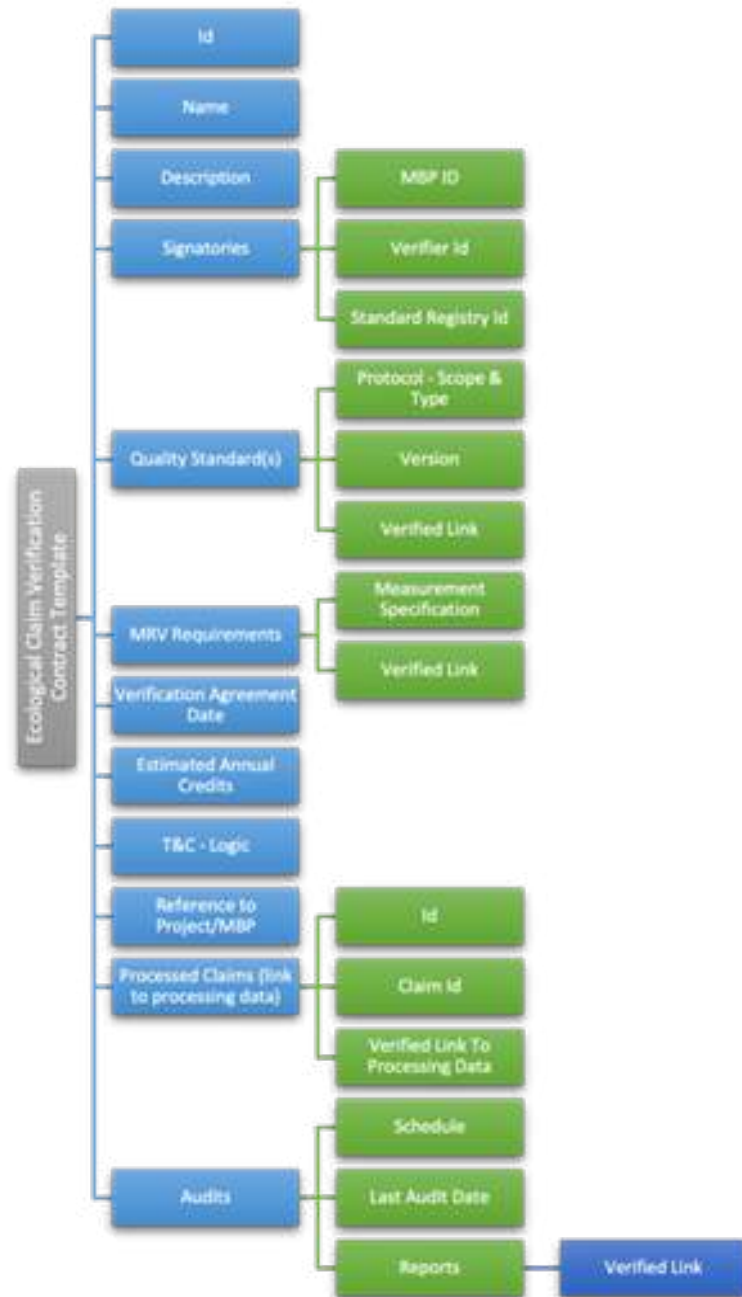 Ecological Claim Verification
Contract Template
Id
Name
Description
Signatories
MBP ID
Verifier Id
Standard Registry Id
Quality Standard(s)
Protocol - Scope &
Type
Version
Verified Link
MRV Requirements
Measurement
Specification
Verified Link
Verification Agreement
Date
Estimated Annual
Credits
T&C - Logic
Reference to
Project/MBP
Processed Claims (link
to processing data)
Id
Claim Id
Verified Link To
Processing Data
Audits
Schedule
Last Audit Date
Reports
Verified Link